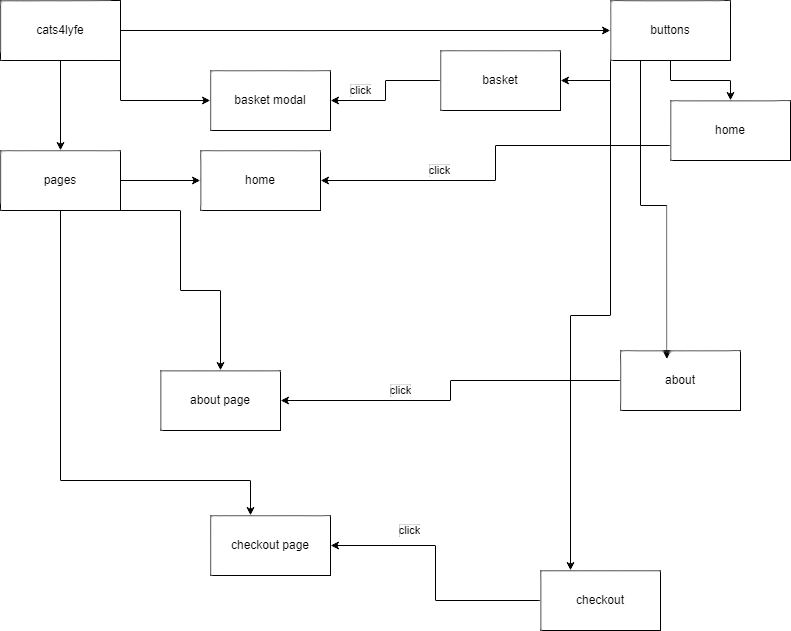 cats4lyfe
buttons
basket
click
basket modal
home
click
pages
home
about
click
about page
click
checkout page
checkout